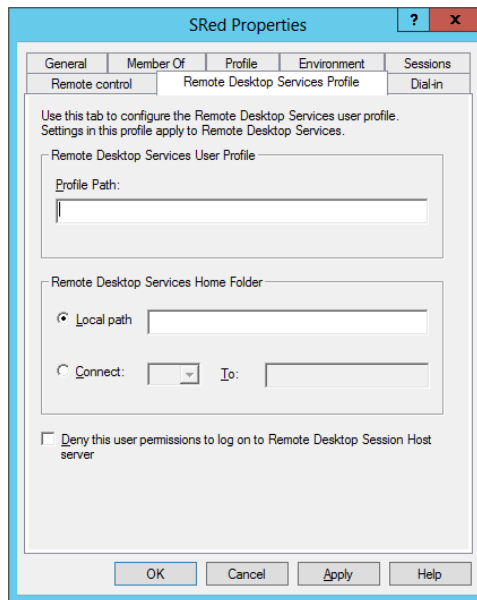 SRed Properties
? x
General Member Of Profile Environment Sessions
Remote control Remote Desktop Services Profile Dial-in
Use this tab to configure the Remote Desktop Services user profile.
Settings in this profile apply to Remote Desktop Services.
Remote Desktop Services User Profile
Profile Path:
Remote Desktop Services Home Folder
Local path
Connect: To:
Deny this user permissions to log on to Remote Desktop Session Host
server
OK Cancel Apply Help